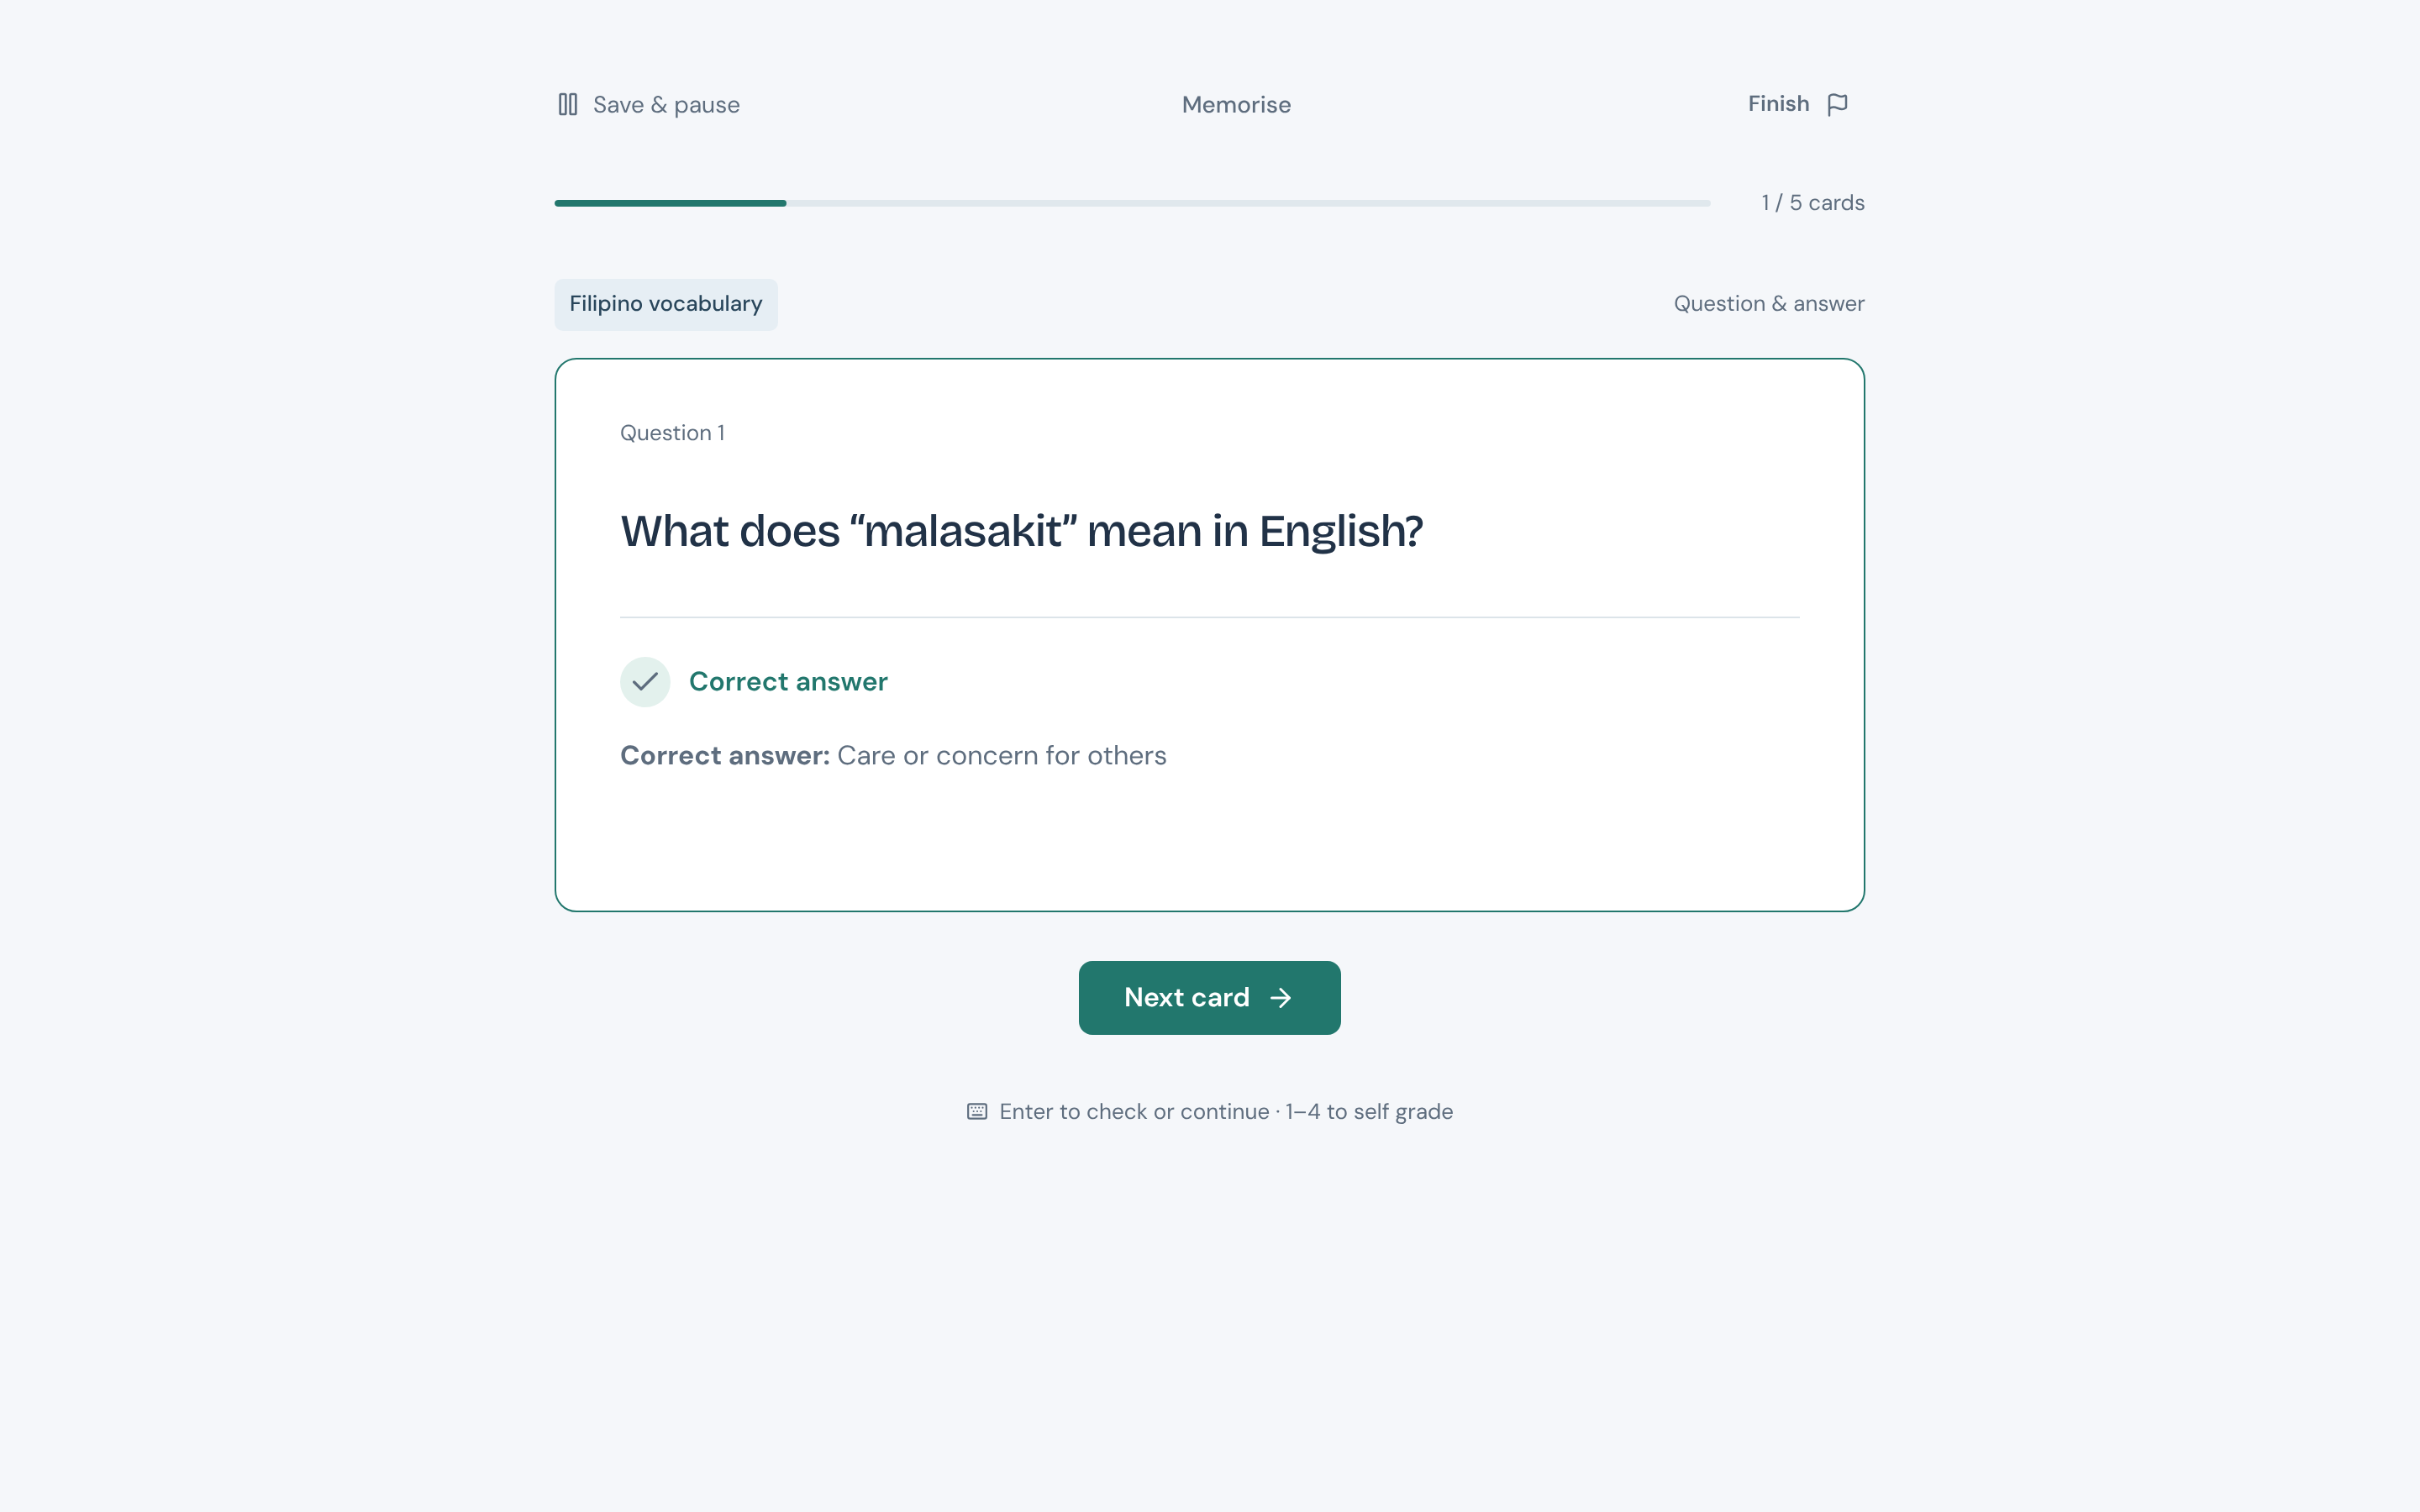 Save & pause
Memorise
Finish
1 / 5 cards
Filipino vocabulary
Question & answer
Question 1
What does “malasakit” mean in English?
Correct answer
Correct answer: Care or concern for others
Next card
Enter to check or continue · 1–4 to self grade